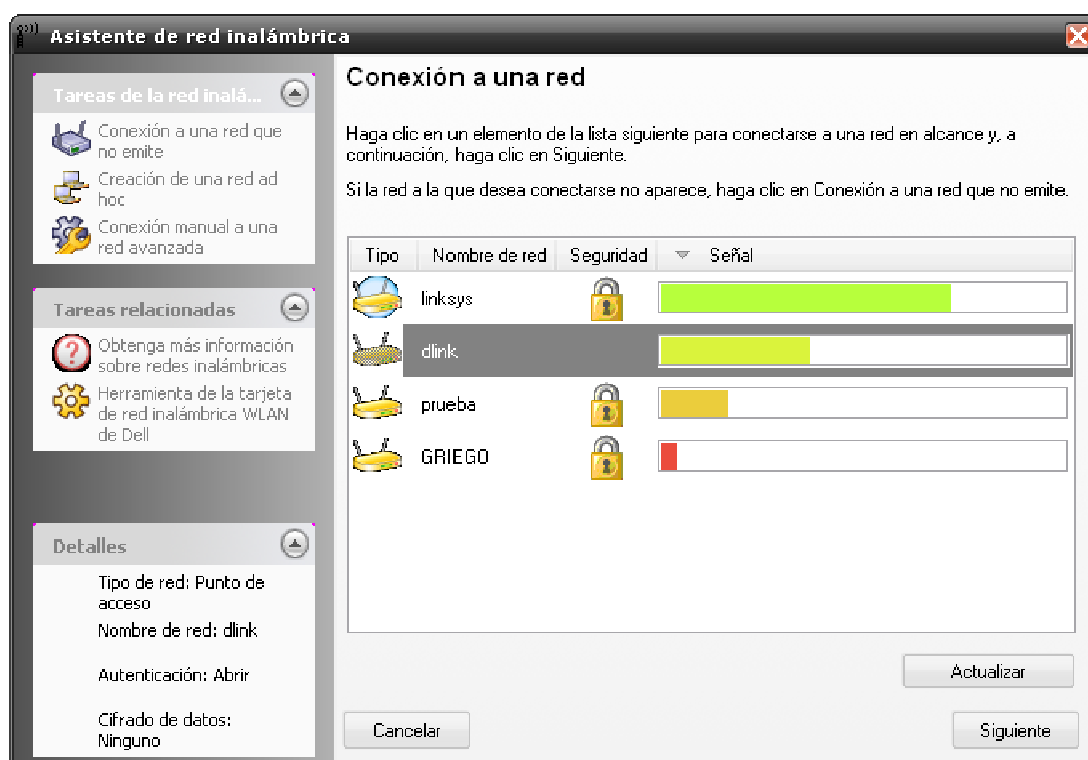 Asistente de red inalámbrica
Tareas de la red inalá...
Conexión a una red que
no emite
Creación de una red ad
hoc
Conexión manual a una
red avanzada
Tareas relacionadas
Obtenga más información
sobre redes inalámbricas
Herramienta de la tarjeta
de red inalámbrica WLAN
de Dell
Detalles
Tipo de red: Punto de
acceso
Nombre de red: dlink
Autenticación: Abrir
Cifrado de datos:
Ninguno
Conexión a una red
Haga clic en un elemento de la lista siguiente para conectarse a una red en alcance y, a
continuación, haga clic en Siguiente.
Si la red a la que desea conectarse no aparece, haga clic en Conexión a una red que no emite.
Tipo Nombre de red Seguridad Señal
linksys
dlink
prueba
GRIEGO
Actualizar
Cancelar Siguiente